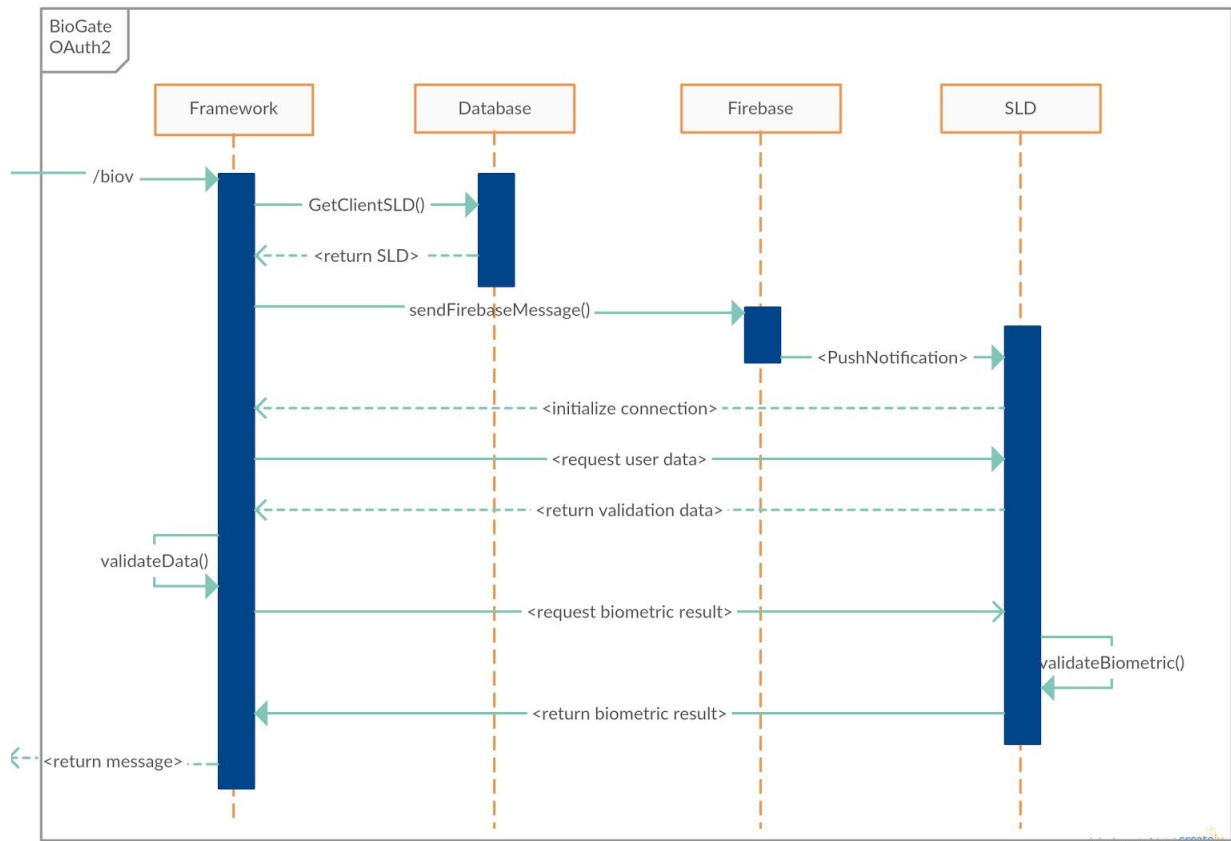 BioGate
OAuth2
Framework
Database
Firebase
SLD
/biov
GetClientSLD()
<return SLD>
sendFirebaseMessage()
<PushNotification>
<initialize connection>
<request user data>
<return validation data>
validateData()
<request biometric result>
validateBiometric()
<return biometric result>
<return message>